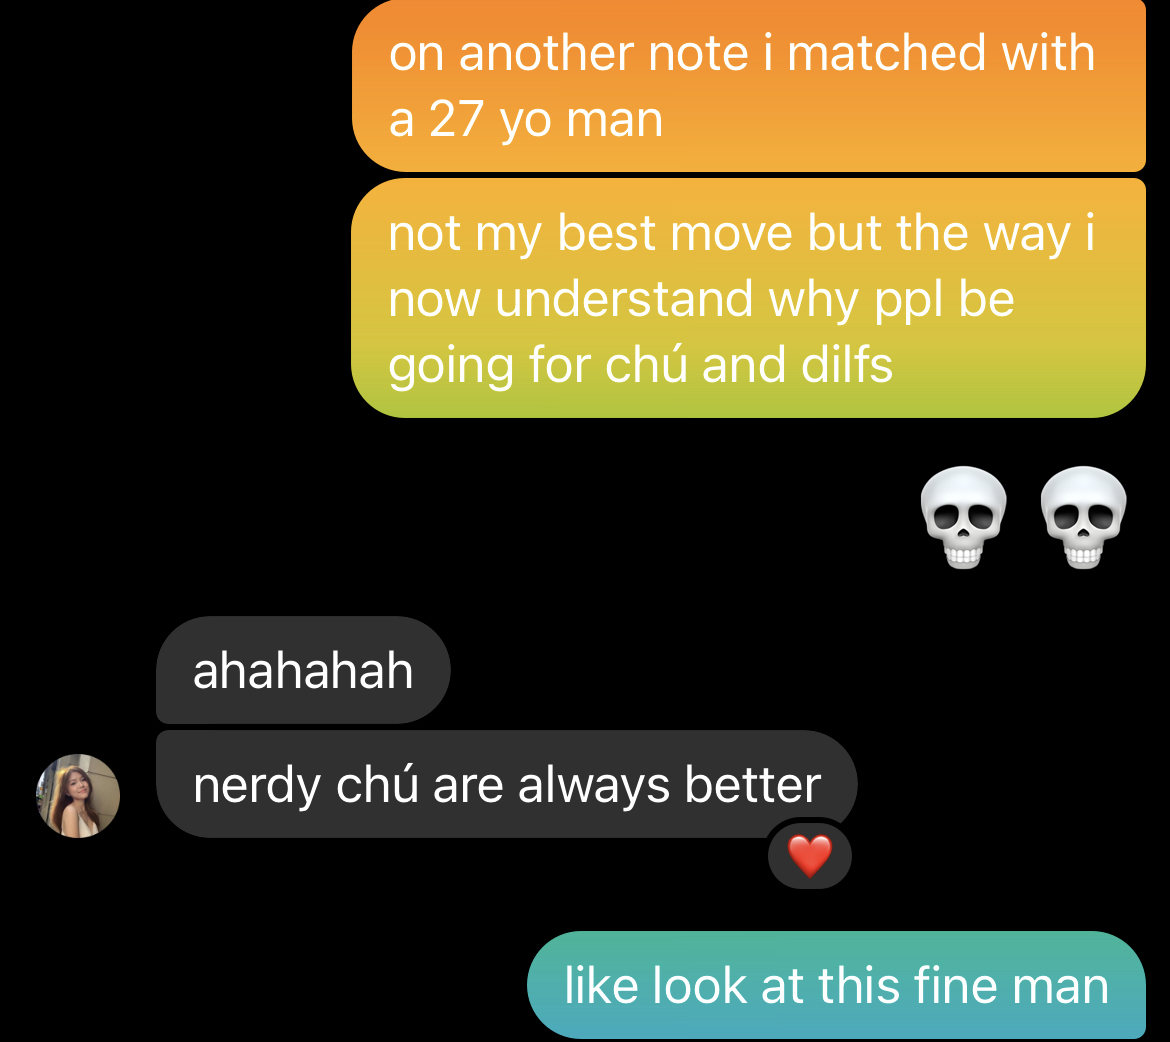 on another note i matched with
a 27 yo man
not my best move but the way i
now understand why ppl be
going for chú and dilfs
💀 💀
ahahahah
nerdy chú are always better
❤️
like look at this fine man